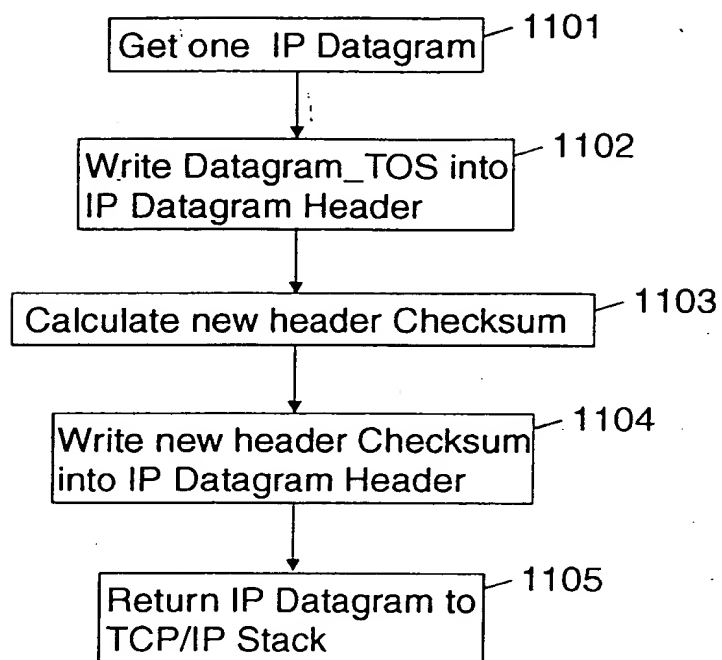 Get one IP Datagram
1101
Write Datagram_TOS into
IP Datagram Header
1102
Calculate new header Checksum
1103
Write new header Checksum
into IP Datagram Header
1104
Return IP Datagram to
TCP/IP Stack
1105